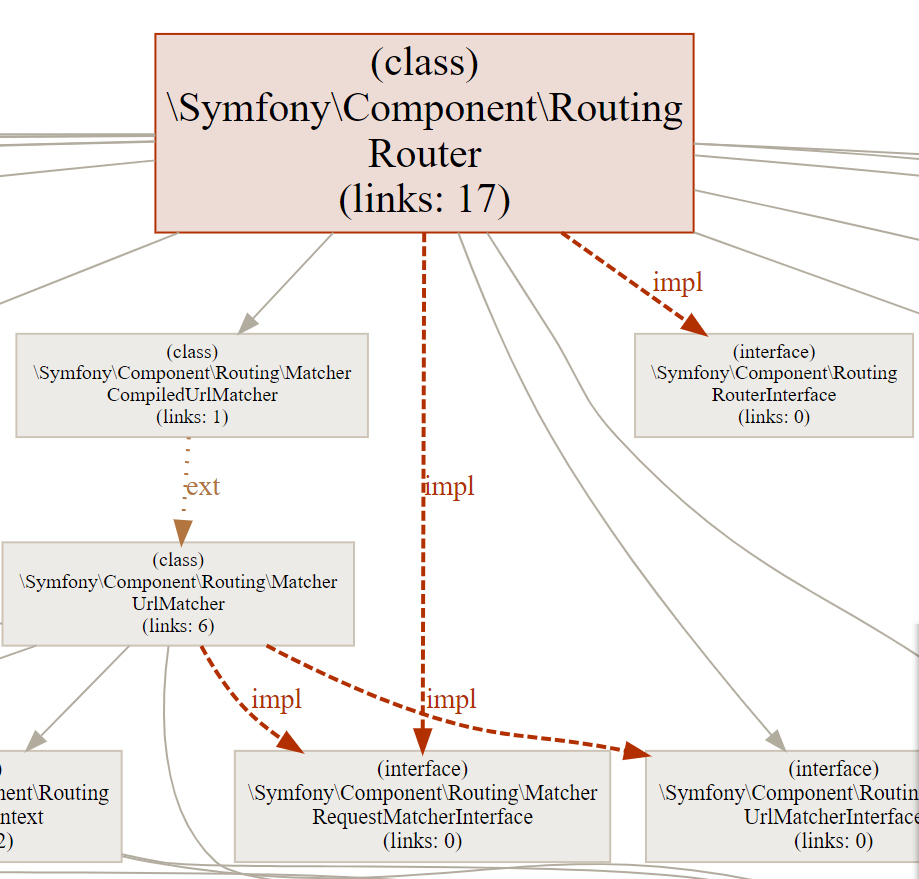 (class)
\Symfony\Component\Routing
Router
(links: 17)
impl
(class)
\Symfony\Component\Routing\Matcher
CompiledUrlMatcher
(links: 1)
(interface)
\Symfony\Component\Routing
RouterInterface
(links: 0)
ext
impl
(class)
\Symfony\Component\Routing\Matcher
UrlMatcher
(links: 6)
impl
impl
)
nent\Routing
ntext
2)
(interface)
\Symfony\Component\Routing\Matcher
RequestMatcherInterface
(links: 0)
(interface)
\Symfony\Component\Routin
UrlMatcherInterface
(links: 0)